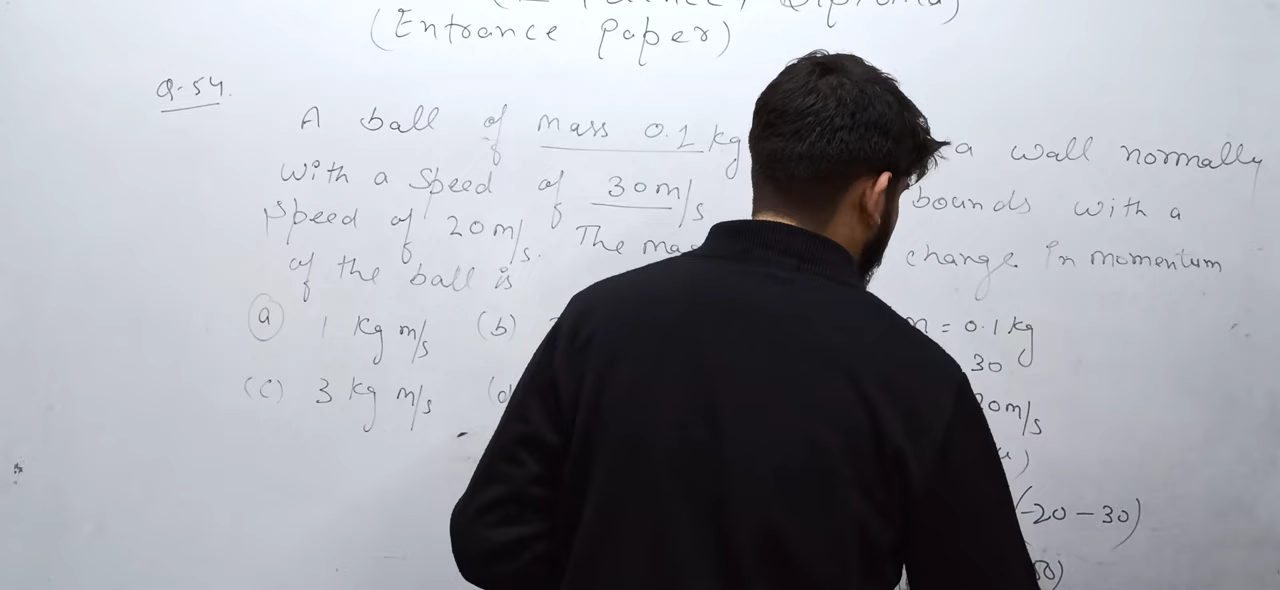 (Entrance Paper)
Q.54.
A ball of mass 0.1 kg a wall normally
with a speed of 30 m/s bounds with a
speed of 20 m/s. The change in momentum
of the ball is
(a) 1 kg m/s (b)
(c) 3 kg m/s
= 0.1 kg
30
m/s
(-20 - 30)